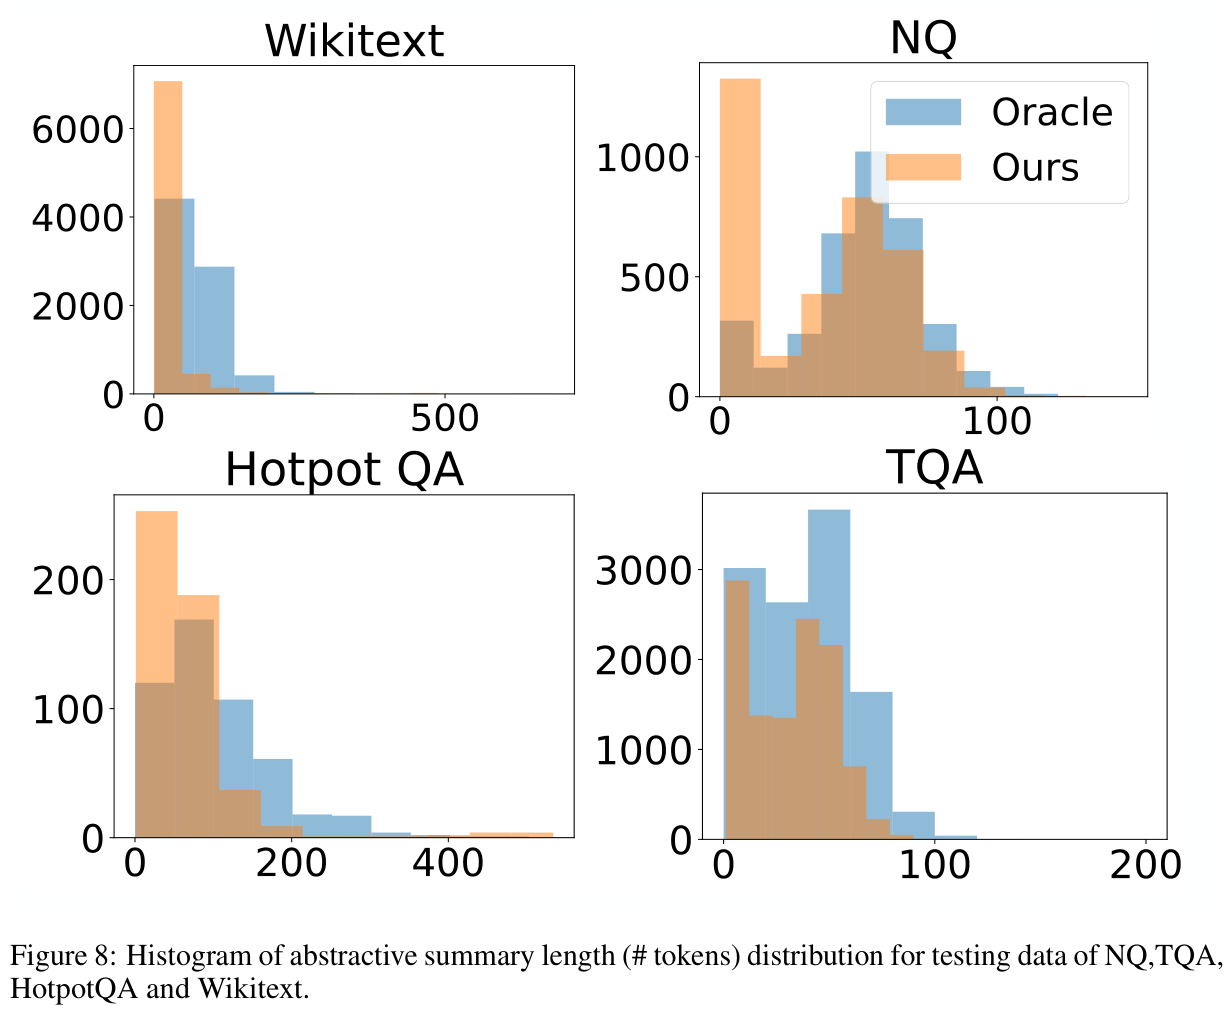 Wikitext
6000
4000
2000
0
0 500
NQ
Oracle
Ours
1000
500
0
0 100
Hotpot QA
200
100
0
0 200 400
TQA
3000
2000
1000
0
0 100 200
Figure 8: Histogram of abstractive summary length (# tokens) distribution for testing data of NQ,TQA,
HotpotQA and Wikitext.